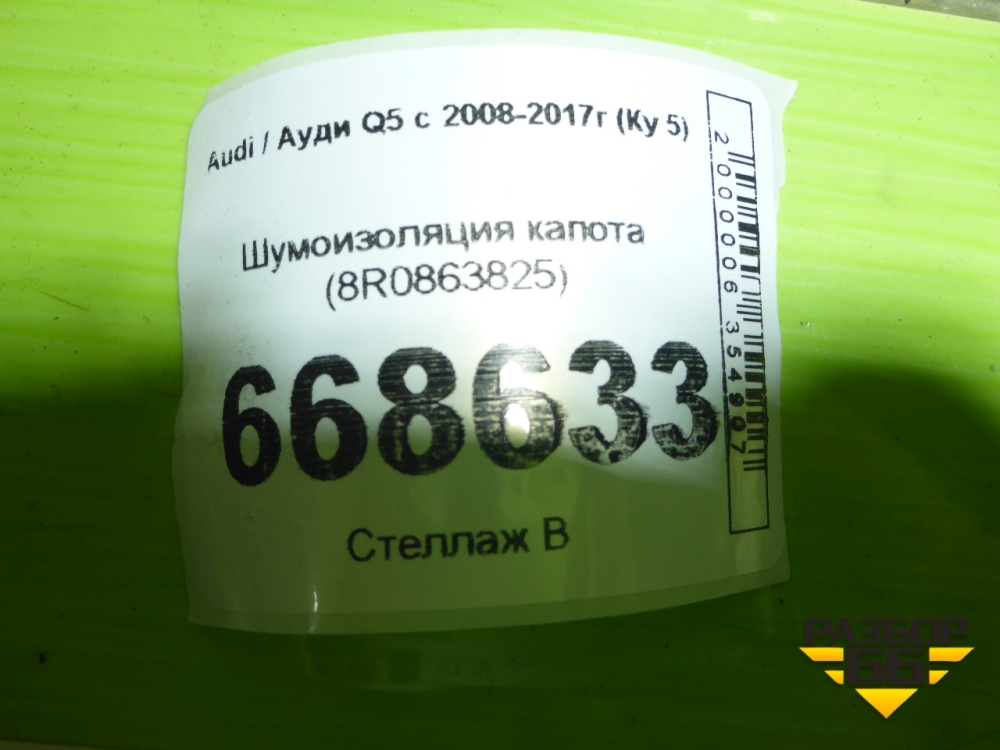 Audi / Ауди Q5 с 2008-2017г (Ку 5)
Шумоизоляция капота
(8R0863825)
668633
Стеллаж В
2000006354907
РАЗБОР
66